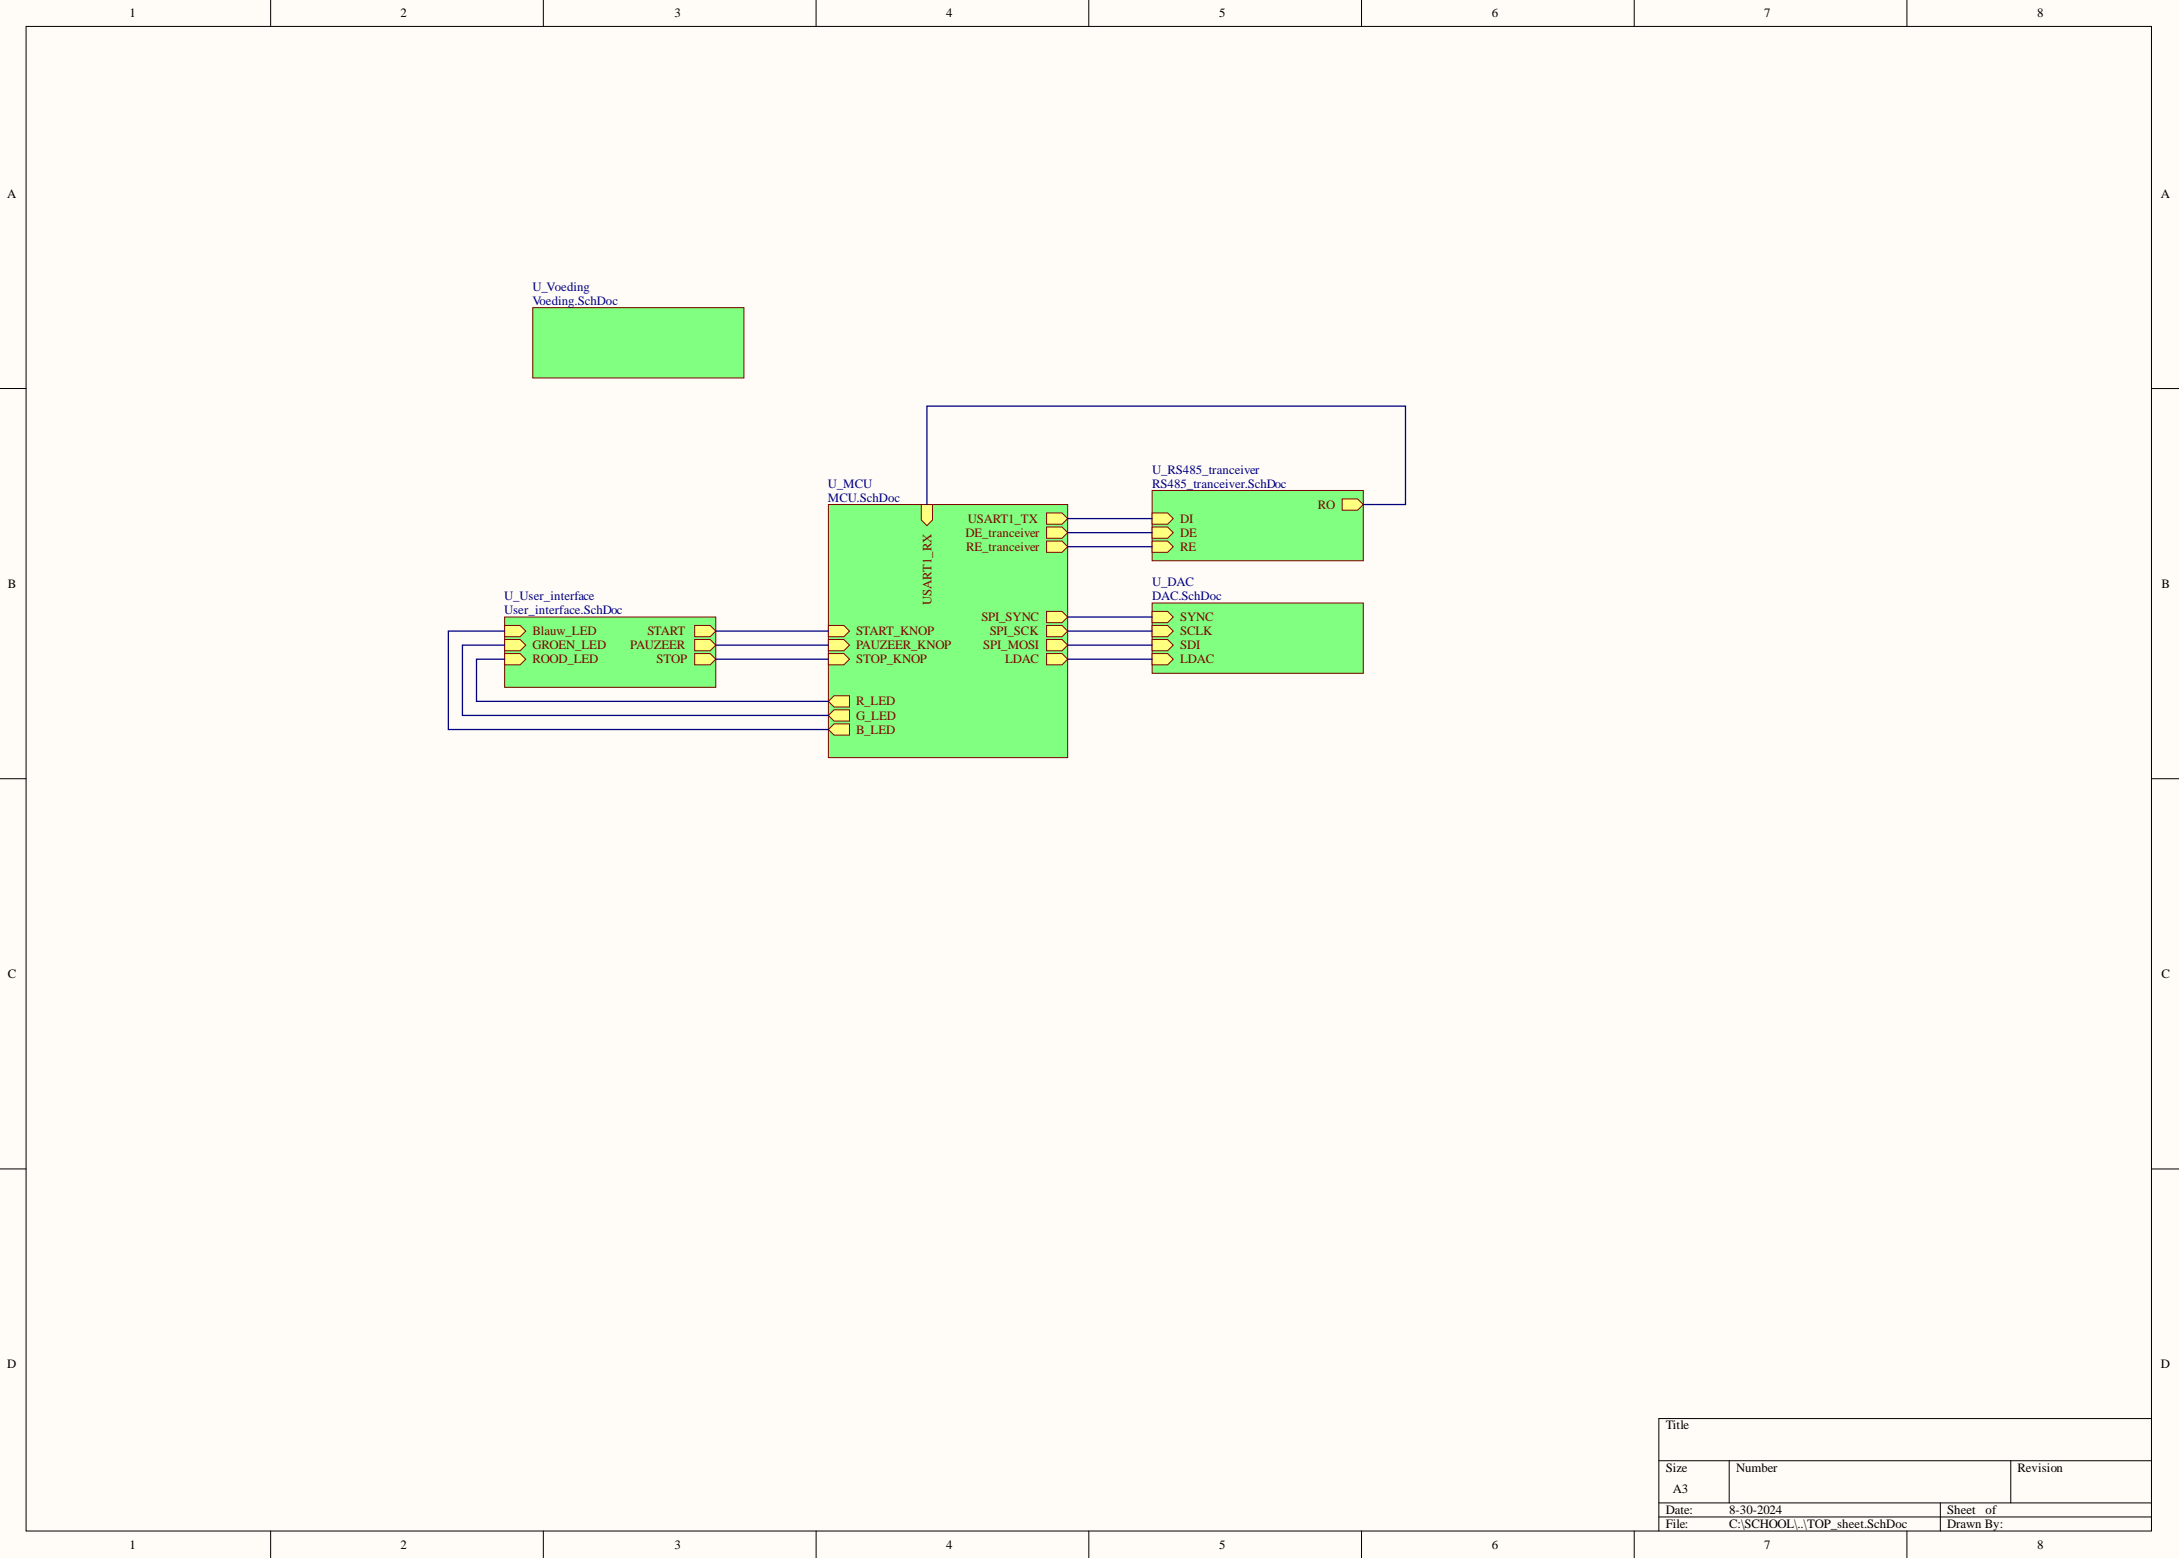 1 2 3 4 5 6 7 8
A A
U_Voeding
Voeding.SchDoc
U_RS485_tranceiver
RS485_tranceiver.SchDoc
RO
DI
DE
RE
U_MCU
MCU.SchDoc
USART1_RX
USART1_TX
DE_tranceiver
RE_tranceiver
SPI_SYNC
SPI_SCK
SPI_MOSI
LDAC
START_KNOP
PAUZEER_KNOP
STOP_KNOP
R_LED
G_LED
B_LED
B B
U_DAC
DAC.SchDoc
SYNC
SCLK
SDI
LDAC
U_User_interface
User_interface.SchDoc
Blauw_LED START
GROEN_LED PAUZEER
ROOD_LED STOP
C C
D D
Title
Size Number Revision
A3
Date: 8-30-2024 Sheet of
File: C:\SCHOOL\..\TOP_sheet.SchDoc Drawn By:
1 2 3 4 5 6 7 8